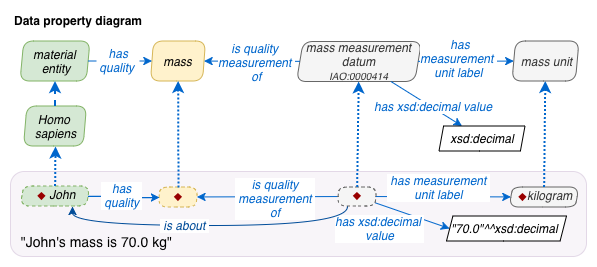 Data property diagram
material
entity
has
quality
mass
is quality
measurement
of
mass measurement
datum
IAO:0000414
has
measurement
unit label
mass unit
has xsd:decimal value
xsd:decimal
Homo
sapiens
John
has
quality
is quality
measurement
of
has measurement
unit label
kilogram
is about
has xsd:decimal
value
"70.0"^^xsd:decimal
"John's mass is 70.0 kg"